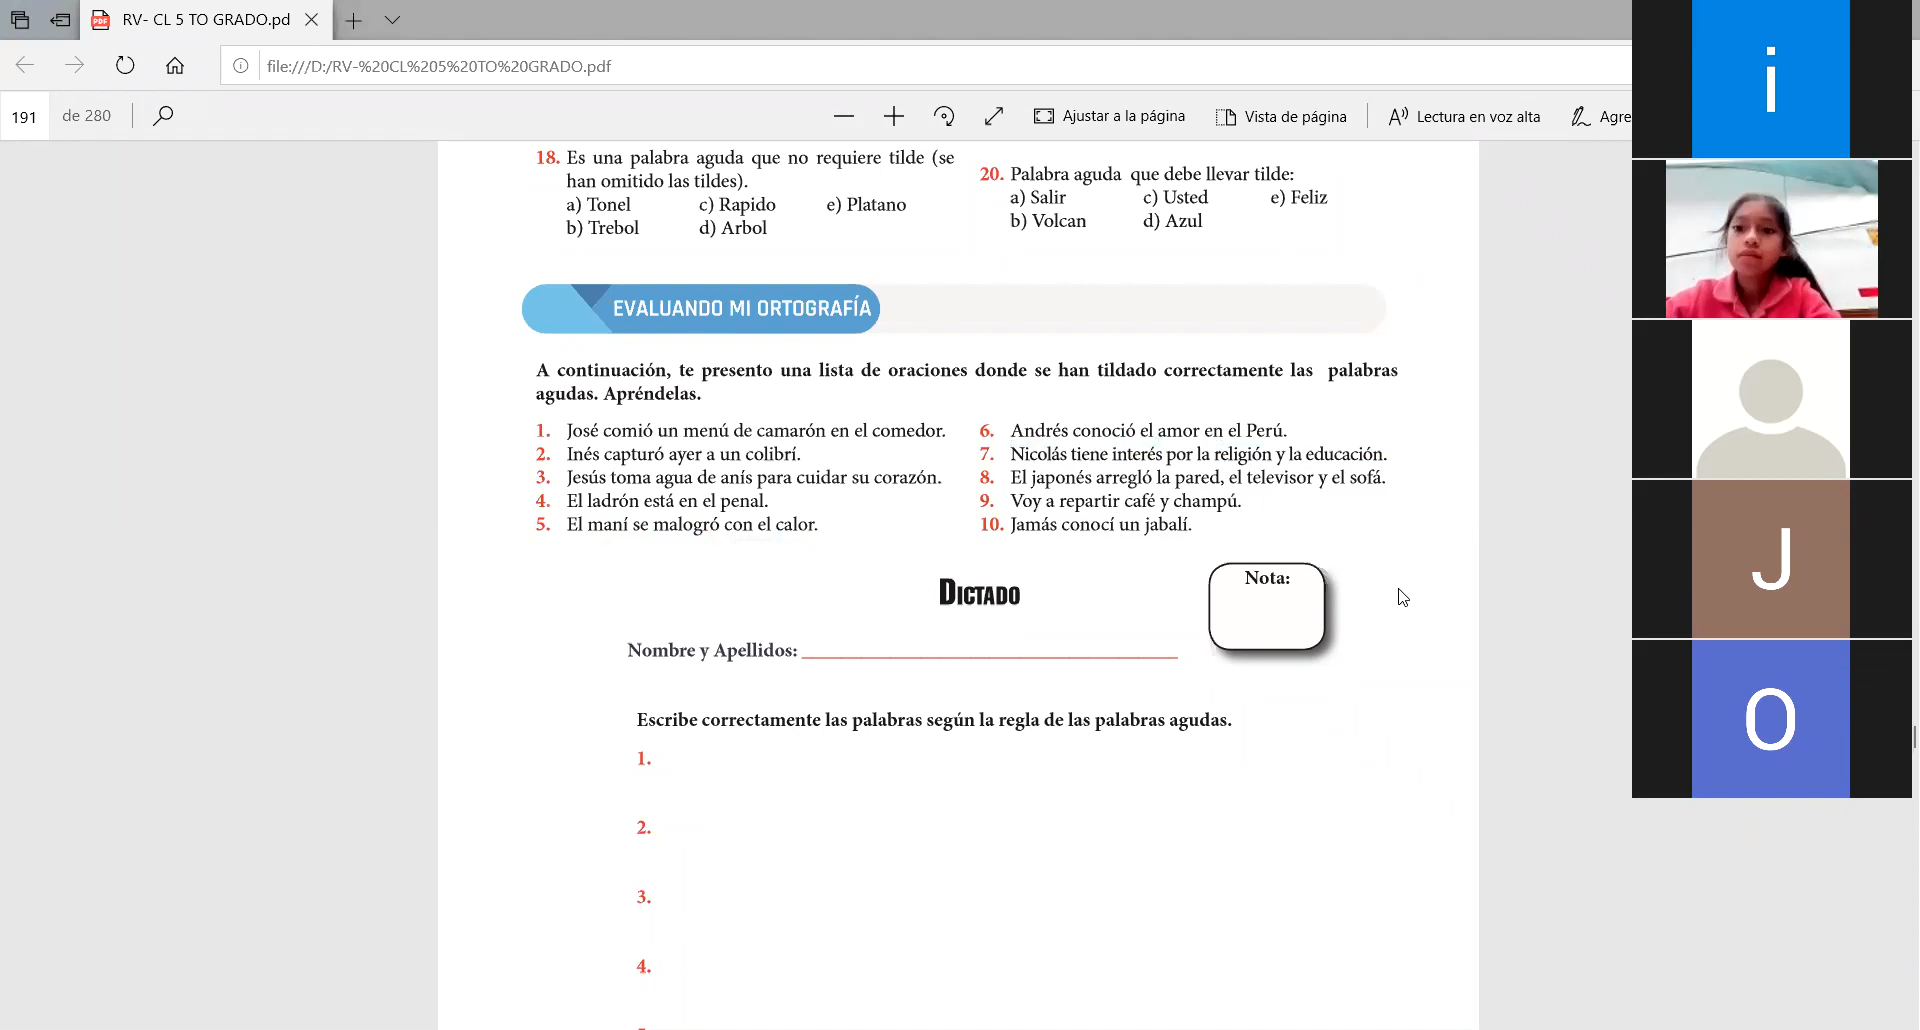 RV- CL 5 TO GRADO.pd
file:///D:/RV-%20CL%205%20TO%20GRADO.pdf
191 de 280
Ajustar a la página
Vista de página
Lectura en voz alta
Agre
18. Es una palabra aguda que no requiere tilde (se
han omitido las tildes).
a) Tonel c) Rapido e) Platano
b) Trebol d) Arbol
20. Palabra aguda que debe llevar tilde:
a) Salir c) Usted e) Feliz
b) Volcan d) Azul
EVALUANDO MI ORTOGRAFÍA
A continuación, te presento una lista de oraciones donde se han tildado correctamente las palabras
agudas. Apréndelas.
1. José comió un menú de camarón en el comedor.
2. Inés capturó ayer a un colibrí.
3. Jesús toma agua de anís para cuidar su corazón.
4. El ladrón está en el penal.
5. El maní se malogró con el calor.
6. Andrés conoció el amor en el Perú.
7. Nicolás tiene interés por la religión y la educación.
8. El japonés arregló la pared, el televisor y el sofá.
9. Voy a repartir café y champú.
10. Jamás conocí un jabalí.
DICTADO
Nota:
Nombre y Apellidos:
Escribe correctamente las palabras según la regla de las palabras agudas.
1.
2.
3.
4.
i
J
O